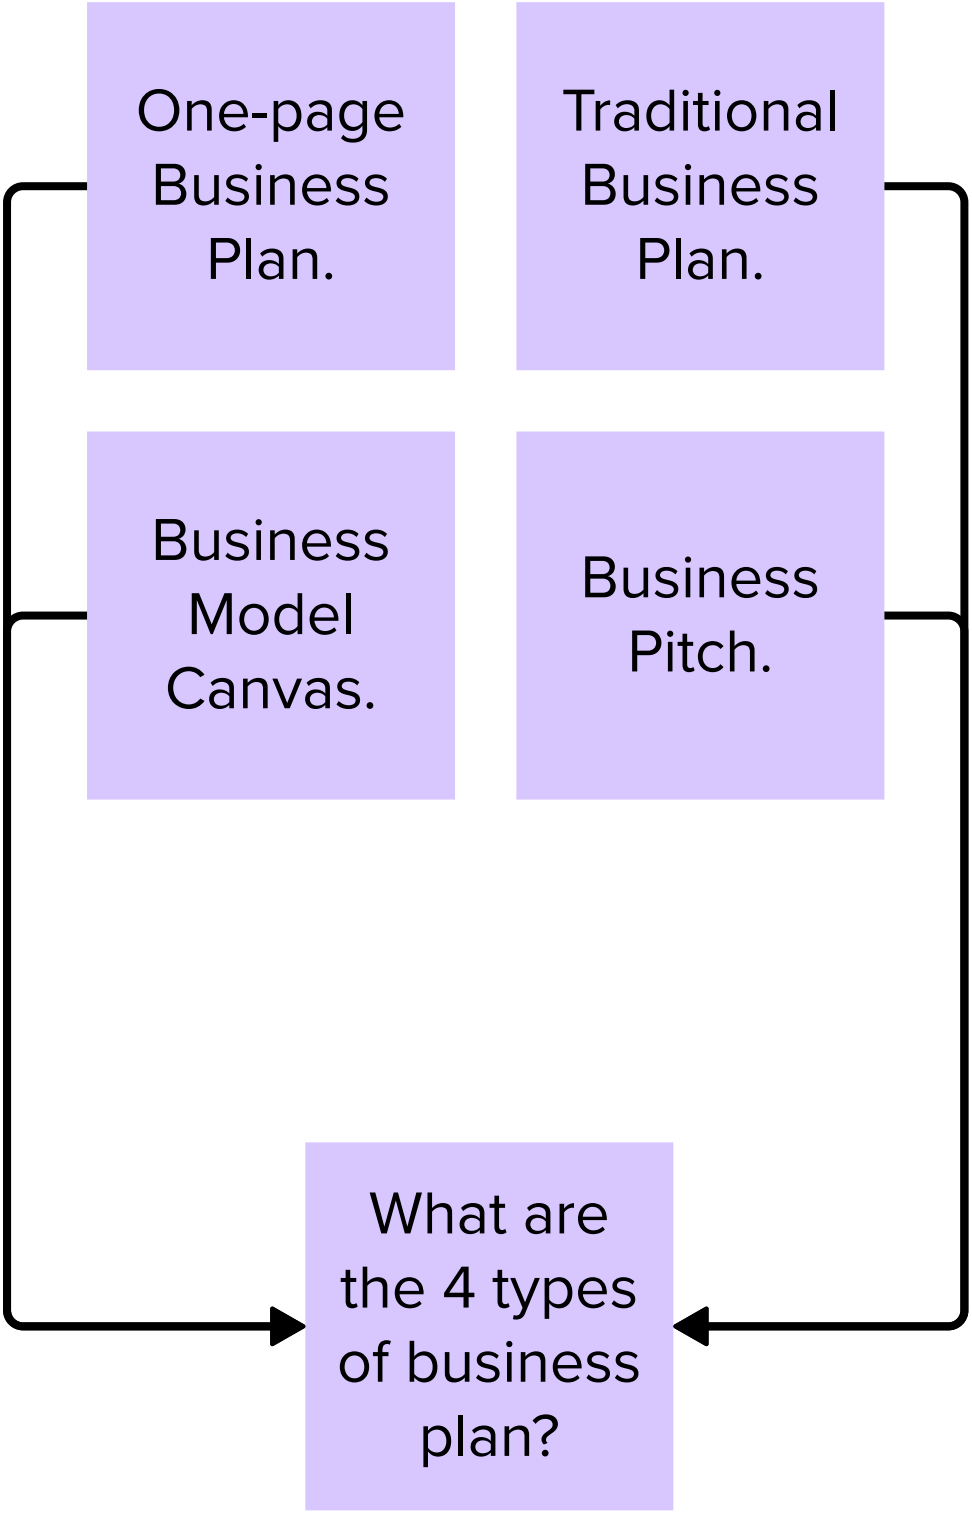 One-page
Business
Plan.
Traditional
Business
Plan.
Business
Model
Canvas.
Business
Pitch.
What are
the 4 types
of business
plan?